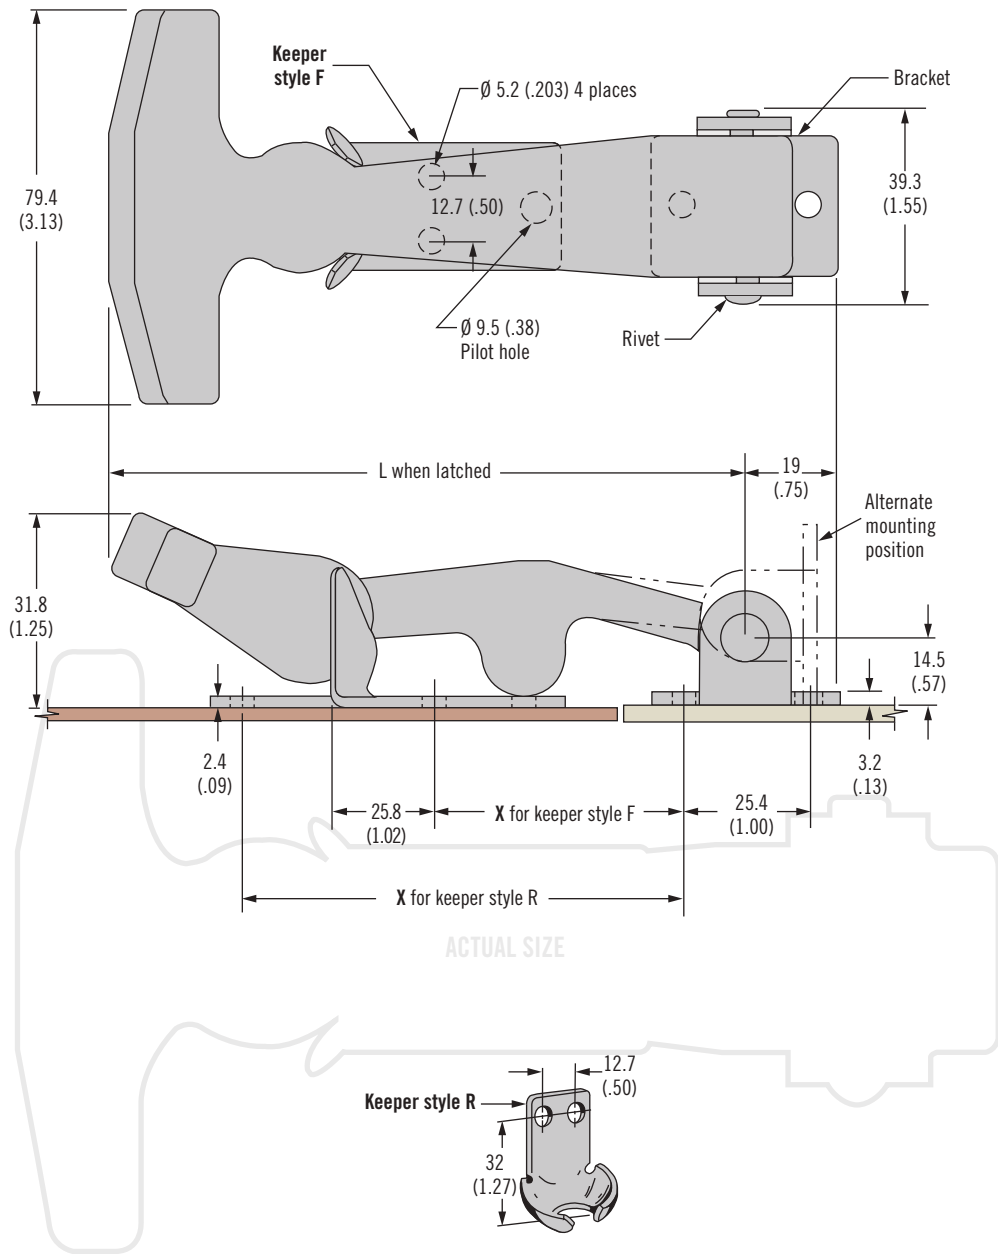 Keeper
style F
Ø 5.2 (.203) 4 places
Bracket
79.4
(3.13)
12.7 (.50)
39.3
(1.55)
Ø 9.5 (.38)
Pilot hole
Rivet
L when latched
19
(.75)
Alternate
mounting
position
31.8
(1.25)
14.5
(.57)
2.4
(.09)
3.2
(.13)
25.8
(1.02)
X for keeper style F
25.4
(1.00)
X for keeper style R
ACTUAL SIZE
12.7
(.50)
Keeper style R
32
(1.27)